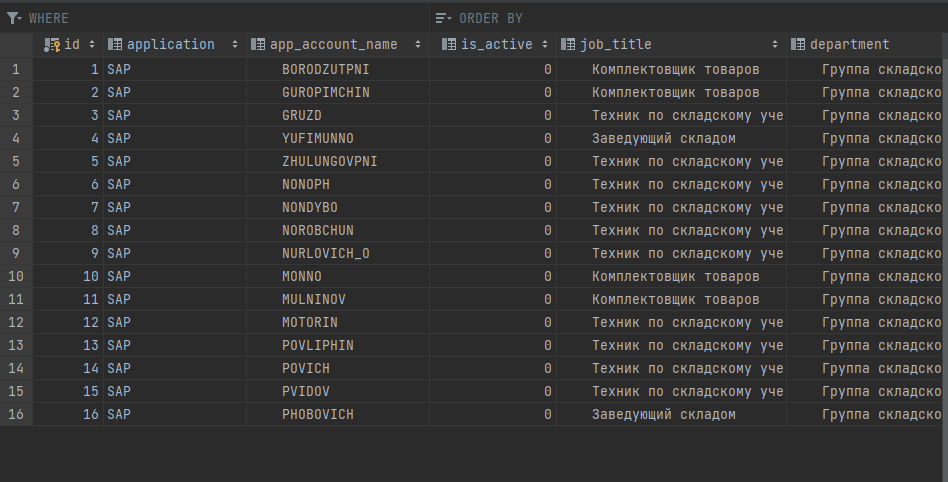 WHERE ORDER BY
id application app_account_name is_active job_title department
1 1 SAP BORODZUTPNI 0 Комплектовщик товаров Группа складско
2 2 SAP GUROPIMCHIN 0 Комплектовщик товаров Группа складско
3 3 SAP GRUZD 0 Техник по складскому уче Группа складско
4 4 SAP YUFIMUNNO 0 Заведующий складом Группа складско
5 5 SAP ZHULUNGOVPNI 0 Техник по складскому уче Группа складско
6 6 SAP NONOPH 0 Техник по складскому уче Группа складско
7 7 SAP NONDYBO 0 Техник по складскому уче Группа складско
8 8 SAP NOROBCHUN 0 Техник по складскому уче Группа складско
9 9 SAP NURLOVICH_O 0 Техник по складскому уче Группа складско
10 10 SAP MONNO 0 Комплектовщик товаров Группа складско
11 11 SAP MULNINOV 0 Комплектовщик товаров Группа складско
12 12 SAP MOTORIN 0 Техник по складскому уче Группа складско
13 13 SAP POVLIPHIN 0 Техник по складскому уче Группа складско
14 14 SAP POVICH 0 Техник по складскому уче Группа складско
15 15 SAP PVIDOV 0 Техник по складскому уче Группа складско
16 16 SAP PHOBOVICH 0 Заведующий складом Группа складско